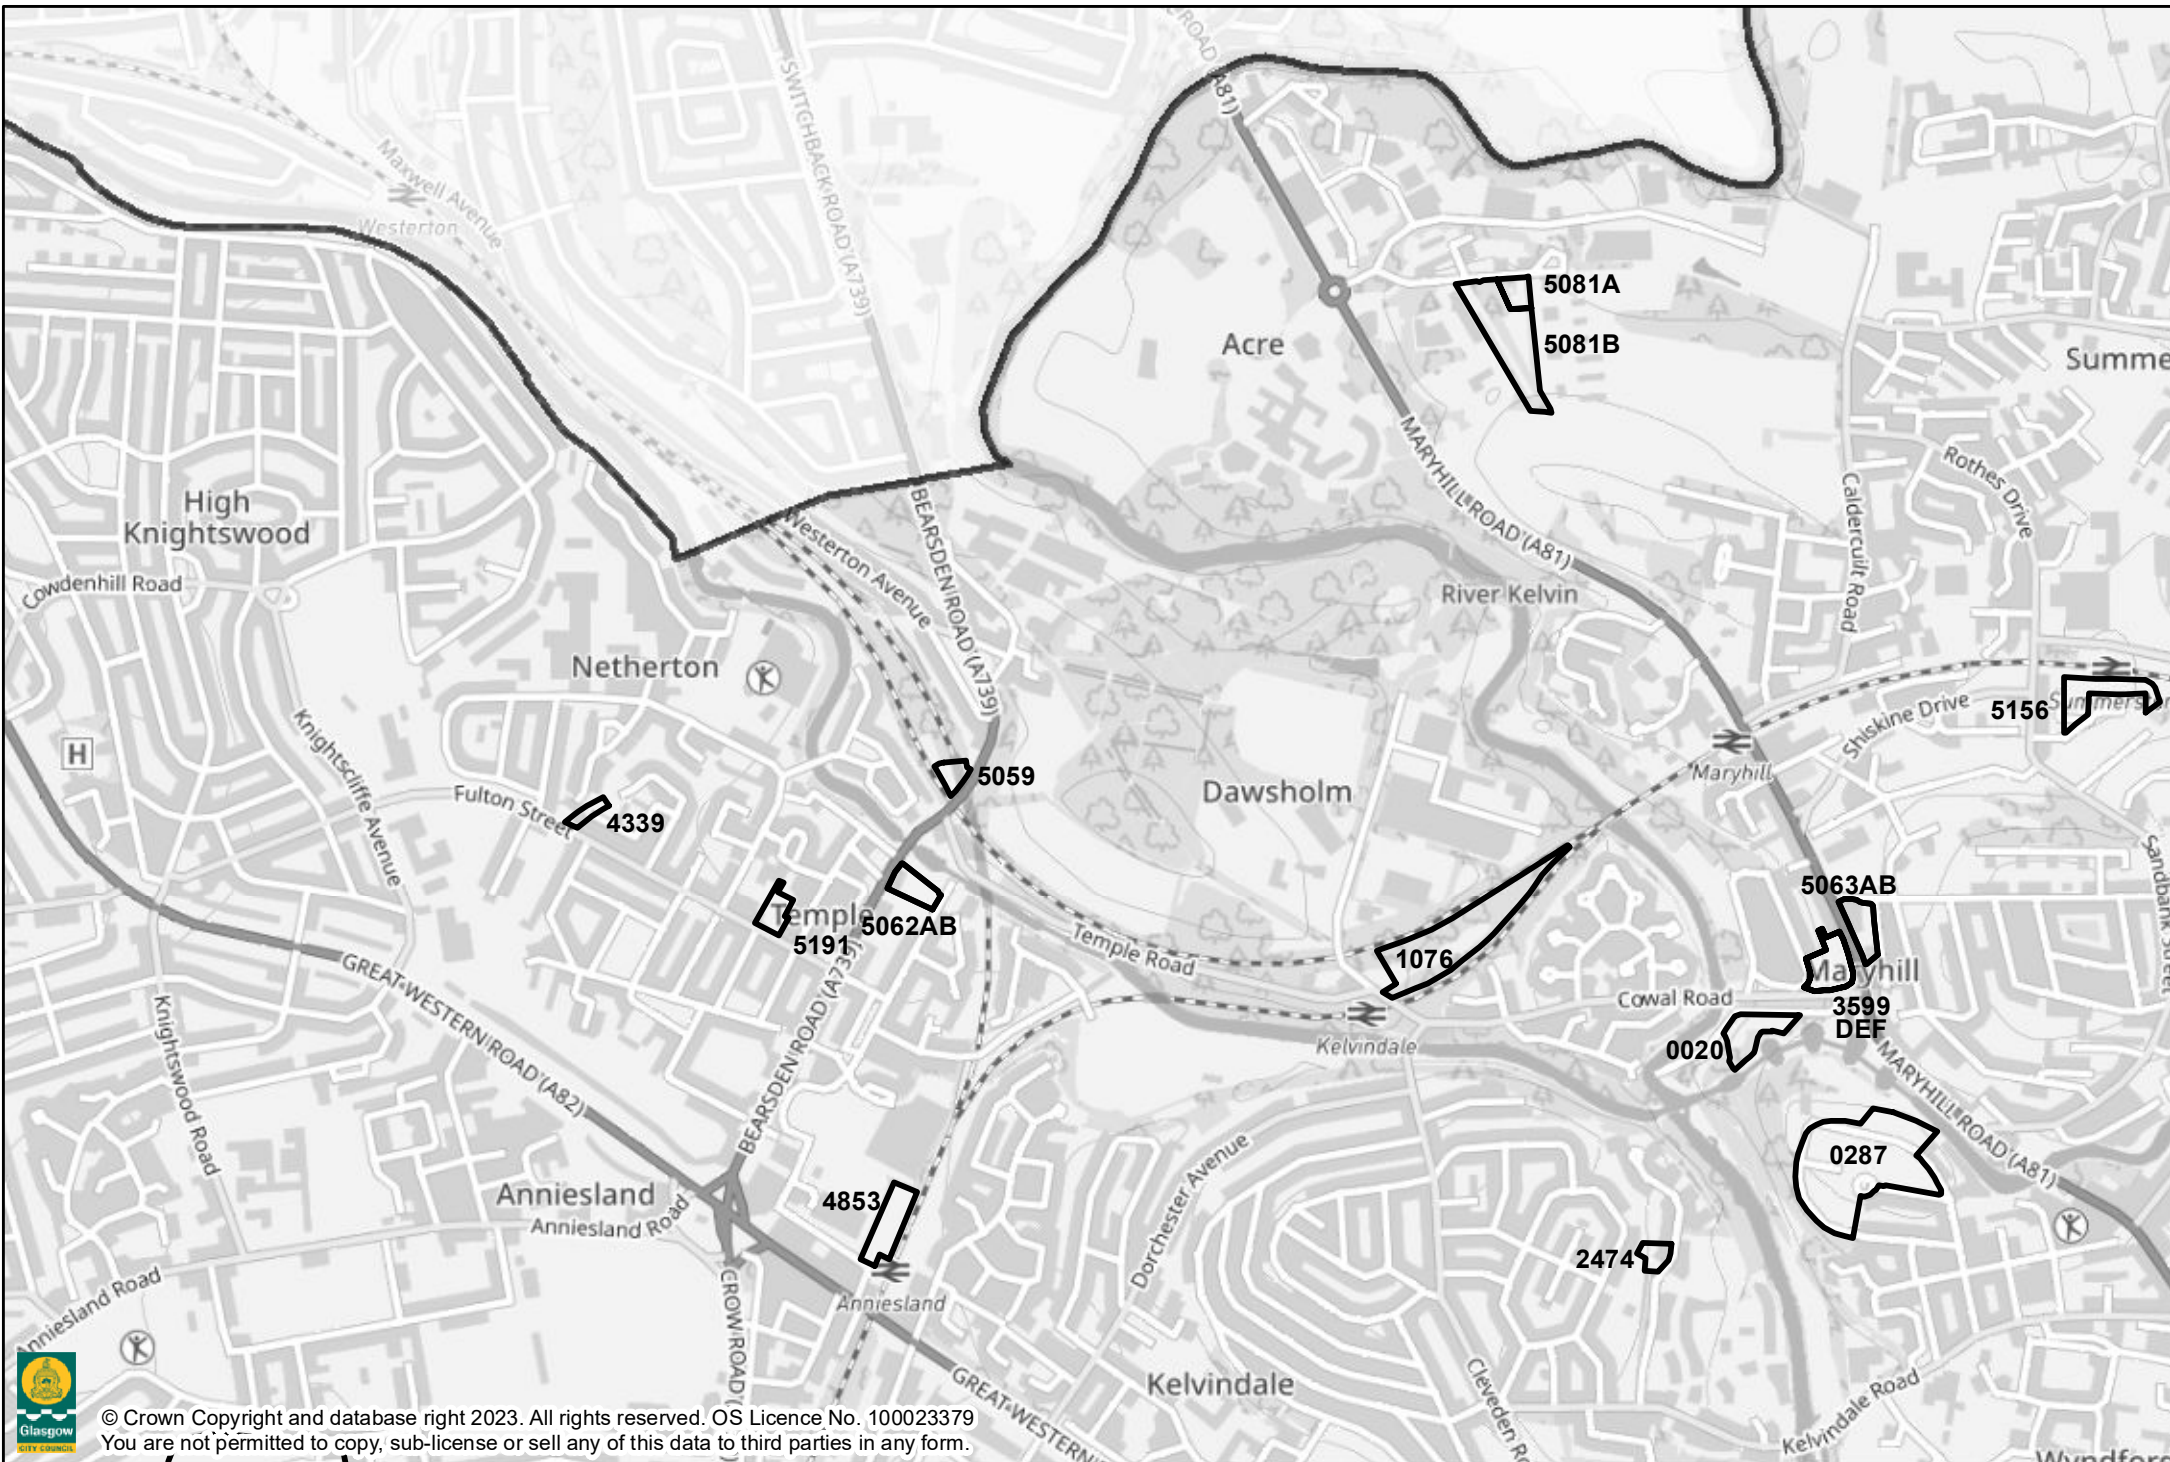 ROAD (A81)
SWITCHBACK ROAD (A739)
Maxwell Avenue
Westerton
5081A
5081B
Acre
Summe
MARYHILL ROAD (A81)
Rothes Drive
Caldercuilt Road
High
Knightswood
BEARSDEN ROAD (A739)
Westerton Avenue
Cowdenhill Road
River Kelvin
Netherton
5156
Shiskine Drive
Knightscliffe Avenue
H
Maryhill
5059
Dawsholm
Fulton Street
4339
Sandbank Street
5063AB
Temple
5062AB
5191
Temple Road
1076
Maryhill
GREAT WESTERN ROAD (A82)
Cowal Road
3599
DEF
Knightswood Road
BEARSDEN ROAD (A739)
Kelvindale
0020
MARYHILL ROAD (A81)
0287
Dorchester Avenue
Anniesland
4853
Anniesland Road
2474
Anniesland Road
CROW ROAD (
Anniesland
Kelvindale
Cleveden Ro
Kelvindale Road
GREAT WESTERN
Glasgow
CITY COUNCIL
© Crown Copyright and database right 2023. All rights reserved. OS Licence No. 100023379
You are not permitted to copy, sub-license or sell any of this data to third parties in any form.